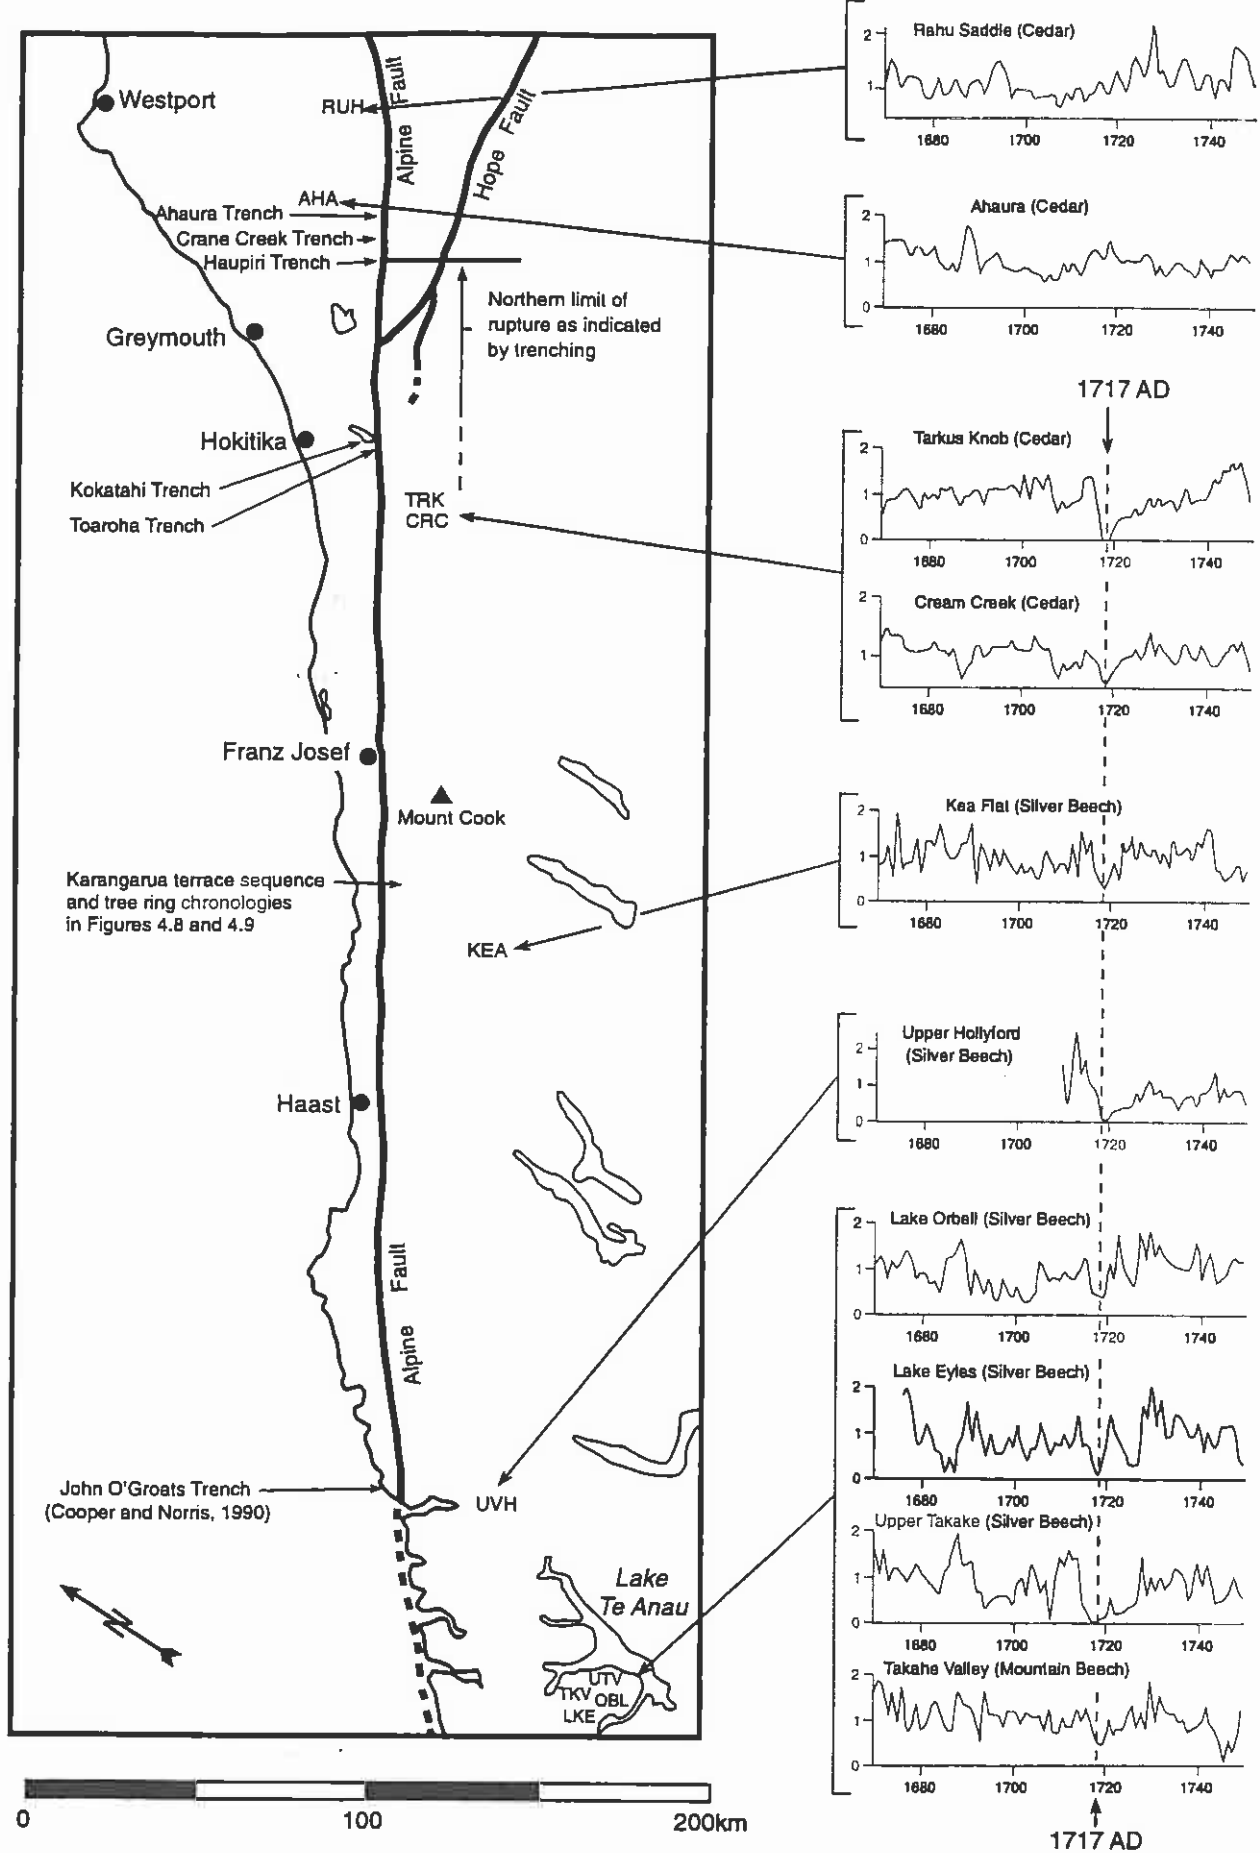 Westport
RUH
Alpine Fault
Hope Fault
AHA
Ahaura Trench
Crane Creek Trench
Haupiri Trench
Northern limit of
rupture as indicated
by trenching
Greymouth
Hokitika
Kokatahi Trench
Toaroha Trench
TRK
CRC
Franz Josef
Mount Cook
Karangarua terrace sequence
and tree ring chronologies
in Figures 4.8 and 4.9
KEA
Haast
Alpine Fault
John O'Groats Trench
(Cooper and Norris, 1990)
UVH
Lake
Te Anau
UTV
TKV OBL
LKE
0 100 200km
Rahu Saddle (Cedar)
2
1
1680 1700 1720 1740
Ahaura (Cedar)
2
1
0
1680 1700 1720 1740
1717 AD
Tarkus Knob (Cedar)
2
1
0
1680 1700 1720 1740
Cream Creek (Cedar)
2
1
1680 1700 1720 1740
Kea Flat (Silver Beech)
2
1
0
1680 1700 1720 1740
Upper Hollyford
(Silver Beech)
2
1
0
1680 1700 1720 1740
Lake Orbell (Silver Beech)
2
1
0
1680 1700 1720 1740
Lake Eyles (Silver Beech)
2
1
0
1680 1700 1720 1740
Upper Takake (Silver Beech)
2
1
0
1680 1700 1720 1740
Takahe Valley (Mountain Beech)
2
1
0
1680 1700 1720 1740
1717 AD